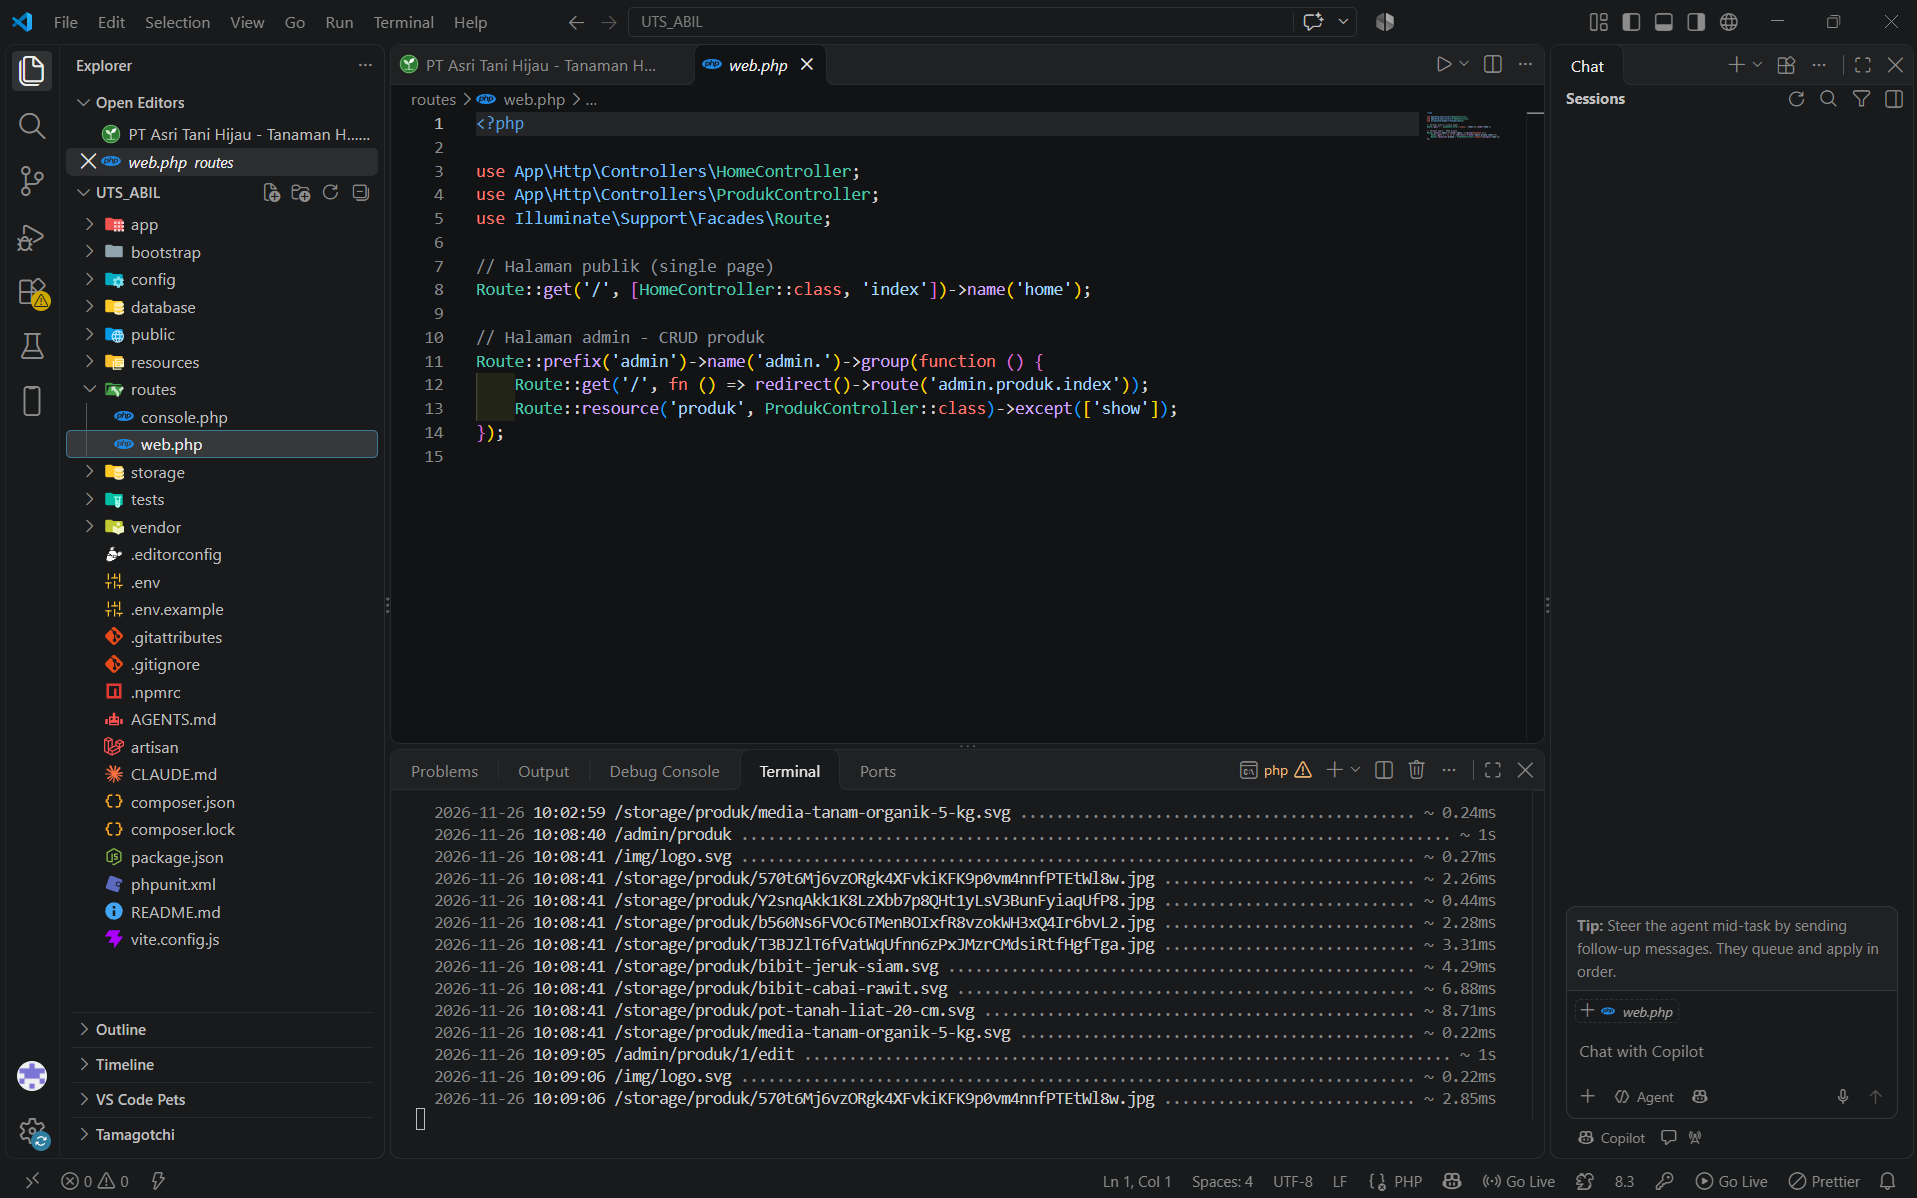 File Edit Selection View Go Run Terminal Help
UTS_ABIL
Explorer
Open Editors
PT Asri Tani Hijau - Tanaman H......
web.php routes
UTS_ABIL
app
bootstrap
config
database
public
resources
routes
console.php
web.php
storage
tests
vendor
.editorconfig
.env
.env.example
.gitattributes
.gitignore
.npmrc
AGENTS.md
artisan
CLAUDE.md
composer.json
composer.lock
package.json
phpunit.xml
README.md
vite.config.js
Outline
Timeline
VS Code Pets
Tamagotchi
PT Asri Tani Hijau - Tanaman H...
web.php
routes > web.php > ...
1 <?php
2
3 use App\Http\Controllers\HomeController;
4 use App\Http\Controllers\ProdukController;
5 use Illuminate\Support\Facades\Route;
6
7 // Halaman publik (single page)
8 Route::get('/', [HomeController::class, 'index'])->name('home');
9
10 // Halaman admin - CRUD produk
11 Route::prefix('admin')->name('admin.')->group(function () {
12 Route::get('/', fn () => redirect()->route('admin.produk.index'));
13 Route::resource('produk', ProdukController::class)->except(['show']);
14 });
15
Problems Output Debug Console Terminal Ports
php
2026-11-26 10:02:59 /storage/produk/media-tanam-organik-5-kg.svg ............................................ ~ 0.24ms
2026-11-26 10:08:40 /admin/produk ............................................................................... ~ 1s
2026-11-26 10:08:41 /img/logo.svg ........................................................................... ~ 0.27ms
2026-11-26 10:08:41 /storage/produk/570t6Mj6vzORgk4XFvkiKFK9p0vm4nnfPTEtWl8w.jpg ............................ ~ 2.26ms
2026-11-26 10:08:41 /storage/produk/Y2snqAkk1K8LzXbb7p8QHt1yLsV3BunFyiaqUfP8.jpg ............................ ~ 0.44ms
2026-11-26 10:08:41 /storage/produk/b560Ns6FVOc6TMenBOIxfR8vzokWH3xQ4Ir6bvL2.jpg ............................ ~ 2.28ms
2026-11-26 10:08:41 /storage/produk/T3BJZlT6fVatWqUfnn6zPxJMzrCMdsiRtfHgfTga.jpg ............................ ~ 3.31ms
2026-11-26 10:08:41 /storage/produk/bibit-jeruk-siam.svg .................................................... ~ 4.29ms
2026-11-26 10:08:41 /storage/produk/bibit-cabai-rawit.svg ................................................... ~ 6.88ms
2026-11-26 10:08:41 /storage/produk/pot-tanah-liat-20-cm.svg ................................................ ~ 8.71ms
2026-11-26 10:08:41 /storage/produk/media-tanam-organik-5-kg.svg ............................................ ~ 0.22ms
2026-11-26 10:09:05 /admin/produk/1/edit ........................................................................ ~ 1s
2026-11-26 10:09:06 /img/logo.svg ........................................................................... ~ 0.22ms
2026-11-26 10:09:06 /storage/produk/570t6Mj6vzORgk4XFvkiKFK9p0vm4nnfPTEtWl8w.jpg ............................ ~ 2.85ms
Chat
Sessions
Tip: Steer the agent mid-task by sending
follow-up messages. They queue and apply in
order.
web.php
Chat with Copilot
Agent
Copilot
0 0
Ln 1, Col 1 Spaces: 4 UTF-8 LF PHP Go Live 8.3 Go Live Prettier